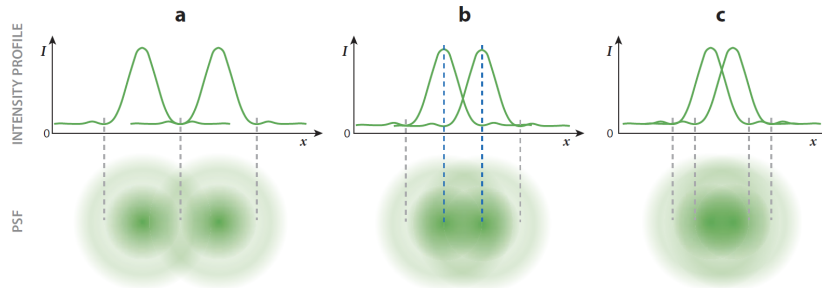 a b c
INTENSITY PROFILE
I I I
0 0 0
x x x
PSF